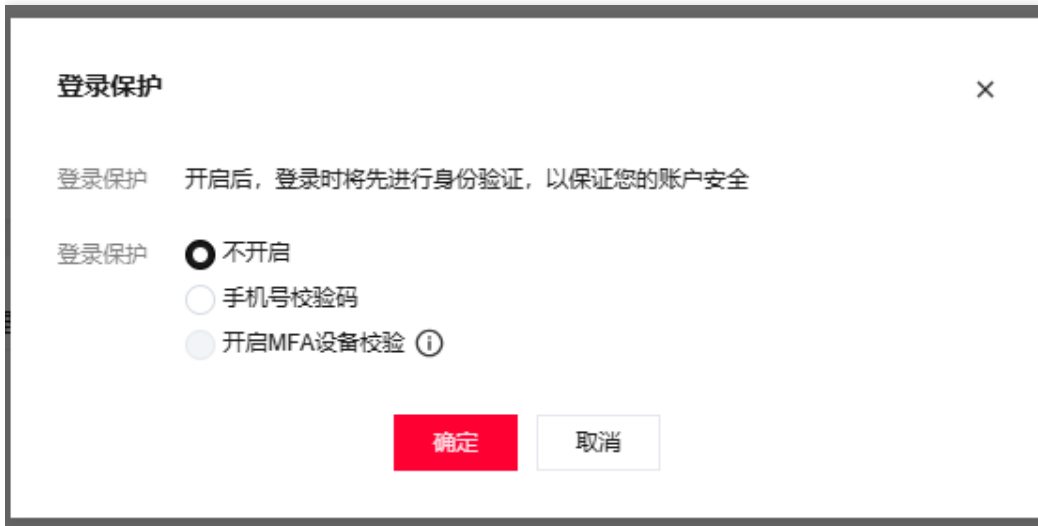 登录保护
登录保护 开启后，登录时将先进行身份验证，以保证您的账户安全
登录保护 不开启
手机号校验码
开启MFA设备校验
确定 取消